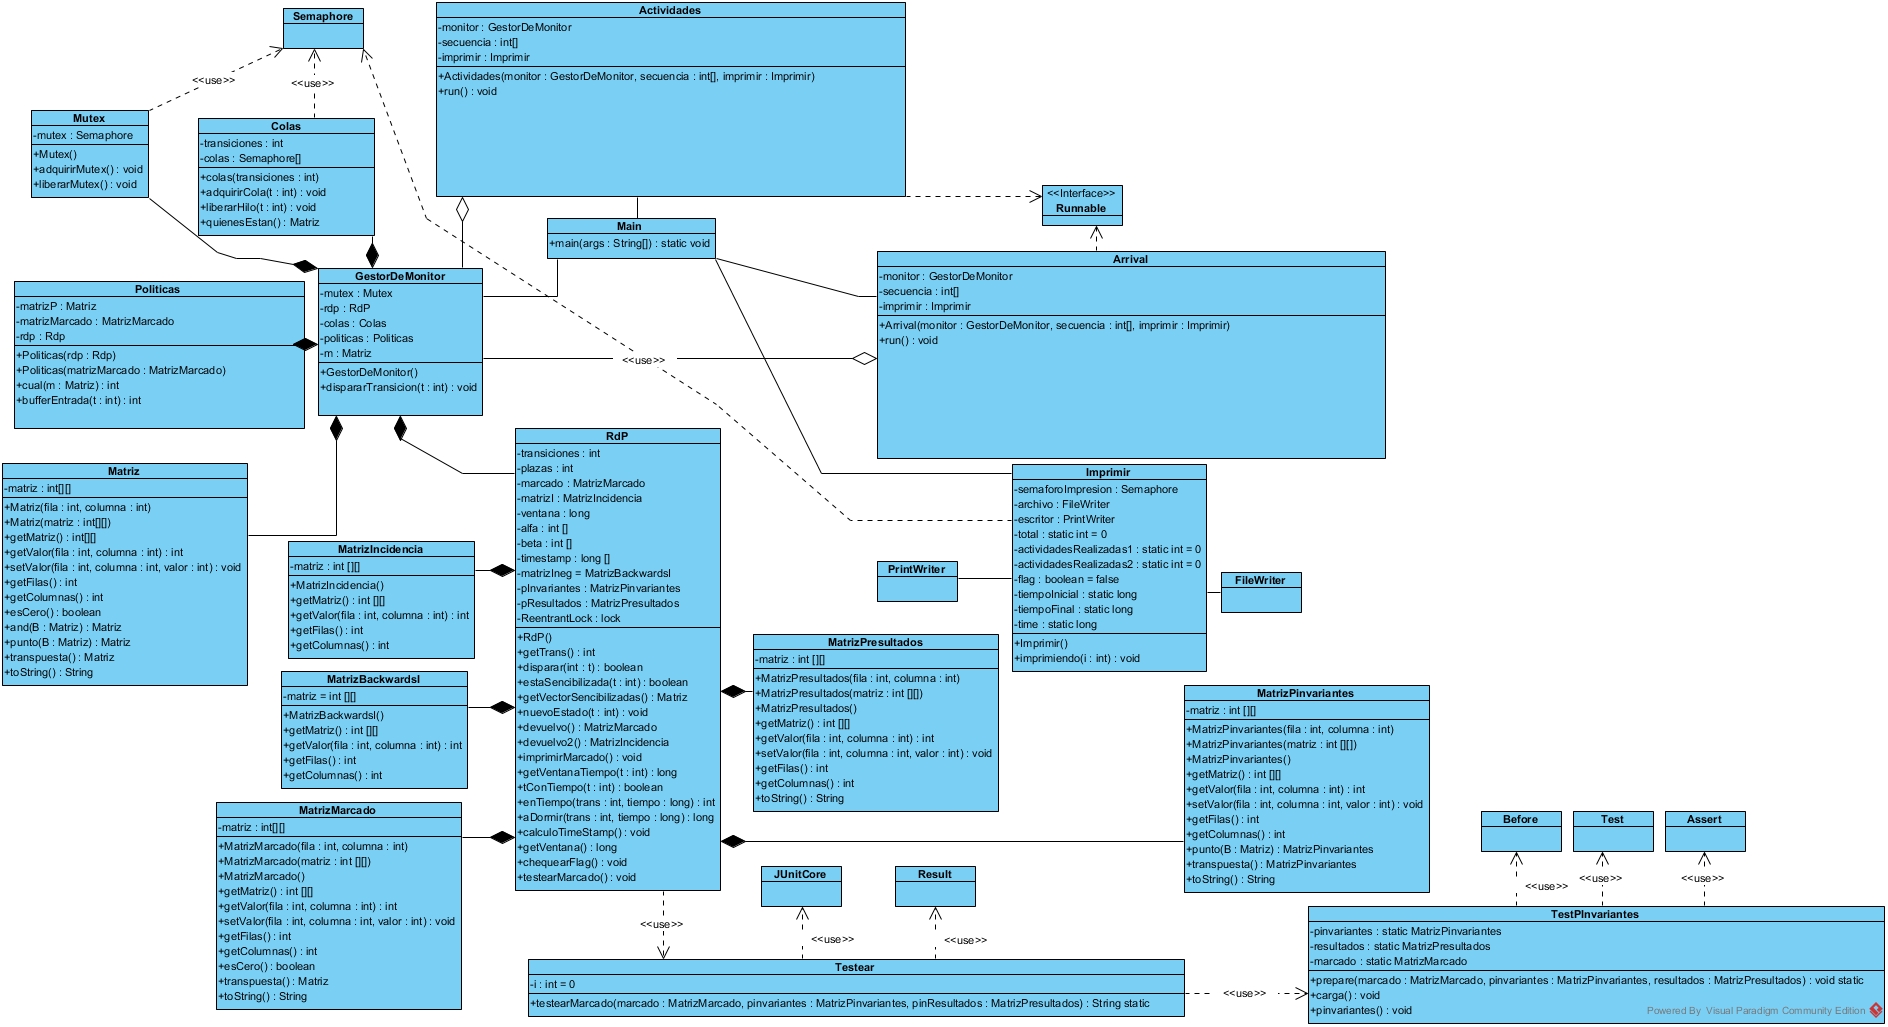 Semaphore
<<use>>
<<use>>
Actividades
-monitor : GestorDeMonitor
-secuencia : int[]
-imprimir : Imprimir
+Actividades(monitor : GestorDeMonitor, secuencia : int[], imprimir : Imprimir)
+run() : void
Mutex
-mutex : Semaphore
+Mutex()
+adquirirMutex() : void
+liberarMutex() : void
Colas
-transiciones : int
-colas : Semaphore[]
+colas(transiciones : int)
+adquirirCola(t : int) : void
+liberarHilo(t : int) : void
+quienesEstan() : Matriz
<<Interface>>
Runnable
Main
+main(args : String[]) : static void
Arrival
-monitor : GestorDeMonitor
-secuencia : int[]
-imprimir : Imprimir
+Arrival(monitor : GestorDeMonitor, secuencia : int[], imprimir : Imprimir)
+run() : void
GestorDeMonitor
-mutex : Mutex
-rdp : RdP
-colas : Colas
-politicas : Politicas
-m : Matriz
+GestorDeMonitor()
+dispararTransicion(t : int) : void
Politicas
-matrizP : Matriz
-matrizMarcado : MatrizMarcado
-rdp : Rdp
+Politicas(rdp : Rdp)
+Politicas(matrizMarcado : MatrizMarcado)
+cual(m : Matriz) : int
+bufferEntrada(t : int) : int
<<use>>
Matriz
-matriz : int[][]
+Matriz(fila : int, columna : int)
+Matriz(matriz : int[][])
+getMatriz() : int[][]
+getValor(fila : int, columna : int) : int
+setValor(fila : int, columna : int, valor : int) : void
+getFilas() : int
+getColumnas() : int
+esCero() : boolean
+and(B : Matriz) : Matriz
+punto(B : Matriz) : Matriz
+transpuesta() : Matriz
+toString() : String
RdP
-transiciones : int
-plazas : int
-marcado : MatrizMarcado
-matrizI : MatrizIncidencia
-ventana : long
-alfa : int []
-beta : int []
-timestamp : long []
-matrizIneg = MatrizBackwardsI
-pInvariantes : MatrizPinvariantes
-pResultados : MatrizPresultados
-ReentrantLock : lock
+RdP()
+getTrans() : int
+disparar(int : t) : boolean
+estaSencibilizada(t : int) : boolean
+getVectorSencibilizadas() : Matriz
+nuevoEstado(t : int) : void
+devuelvo() : MatrizMarcado
+devuelvo2() : MatrizIncidencia
+imprimirMarcado() : void
+getVentanaTiempo(t : int) : long
+tConTiempo(t : int) : boolean
+enTiempo(trans : int, tiempo : long) : int
+aDormir(trans : int, tiempo : long) : long
+calculoTimeStamp() : void
+getVentana() : long
+chequearFlag() : void
+testearMarcado() : void
Imprimir
-semaforoImpresion : Semaphore
-archivo : FileWriter
-escritor : PrintWriter
-total : static int = 0
-actividadesRealizadas1 : static int = 0
-actividadesRealizadas2 : static int = 0
-flag : boolean = false
-tiempoInicial : static long
-tiempoFinal : static long
-time : static long
+Imprimir()
+imprimiendo(i : int) : void
PrintWriter
FileWriter
MatrizIncidencia
-matriz : int [][]
+MatrizIncidencia()
+getMatriz() : int [][]
+getValor(fila : int, columna : int) : int
+getFilas() : int
+getColumnas() : int
MatrizBackwardsI
-matriz = int [][]
+MatrizBackwardsI()
+getMatriz() : int [][]
+getValor(fila : int, columna : int) : int
+getFilas() : int
+getColumnas() : int
MatrizPresultados
-matriz : int [][]
+MatrizPresultados(fila : int, columna : int)
+MatrizPresultados(matriz : int [][])
+MatrizPresultados()
+getMatriz() : int [][]
+getValor(fila : int, columna : int) : int
+setValor(fila : int, columna : int, valor : int) : void
+getFilas() : int
+getColumnas() : int
+toString() : String
MatrizPinvariantes
-matriz : int [][]
+MatrizPinvariantes(fila : int, columna : int)
+MatrizPinvariantes(matriz : int [][])
+MatrizPinvariantes()
+getMatriz() : int [][]
+getValor(fila : int, columna : int) : int
+setValor(fila : int, columna : int, valor : int) : void
+getFilas() : int
+getColumnas() : int
+punto(B : Matriz) : MatrizPinvariantes
+transpuesta() : MatrizPinvariantes
+toString() : String
MatrizMarcado
-matriz : int[][]
+MatrizMarcado(fila : int, columna : int)
+MatrizMarcado(matriz : int [][])
+MatrizMarcado()
+getMatriz() : int [][]
+getValor(fila : int, columna : int) : int
+setValor(fila : int, columna : int, valor : int) : void
+getFilas() : int
+getColumnas() : int
+esCero() : boolean
+transpuesta() : Matriz
+toString() : String
JUnitCore
Result
Before
Test
Assert
<<use>>
<<use>>
<<use>>
<<use>>
<<use>>
<<use>>
Testear
-i : int = 0
+testearMarcado(marcado : MatrizMarcado, pinvariantes : MatrizPinvariantes, pinResultados : MatrizPresultados) : String static
<<use>>
TestPInvariantes
-pinvariantes : static MatrizPinvariantes
-resultados : static MatrizPresultados
-marcado : static MatrizMarcado
+prepare(marcado : MatrizMarcado, pinvariantes : MatrizPinvariantes, resultados : MatrizPresultados) : void static
+carga() : void
+pinvariantes() : void
Powered By Visual Paradigm Community Edition